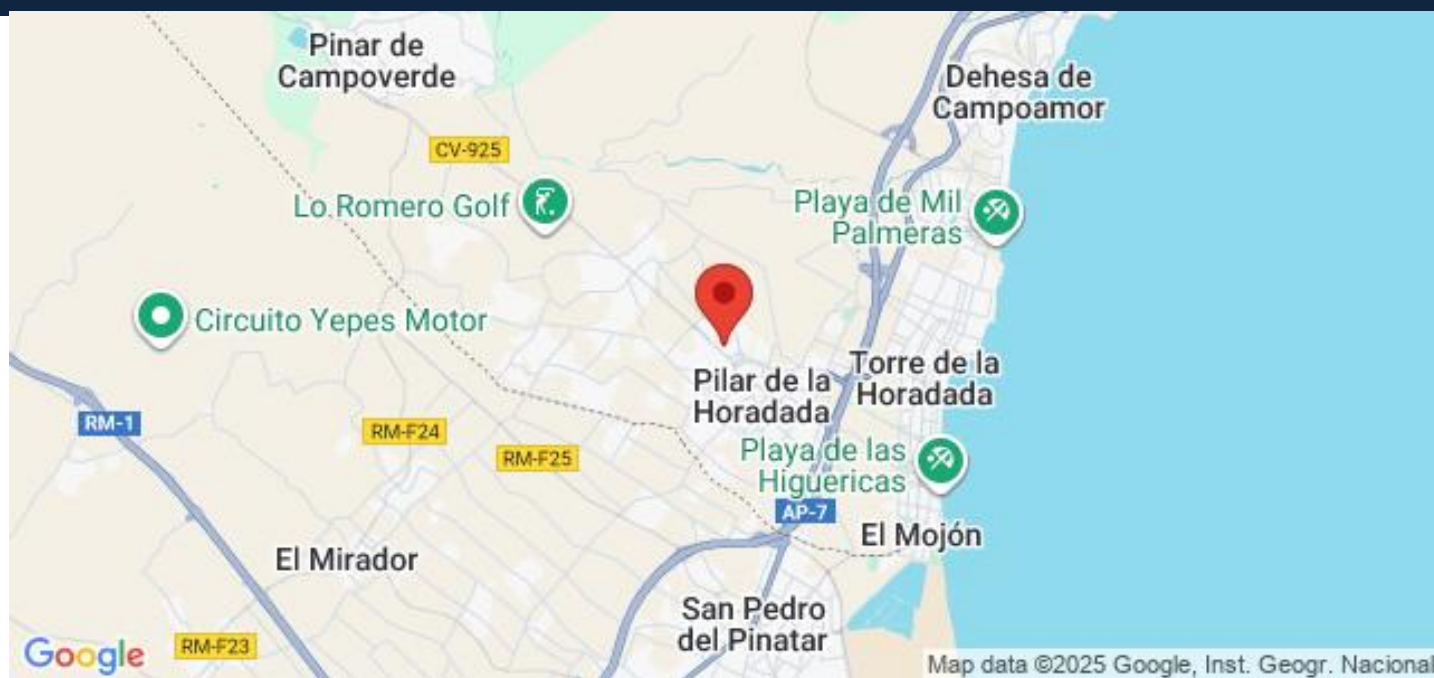 Pinar de
Campoverde
Dehesa de
Campoamor
CV-925
Lo Romero Golf
Playa de Mil
Palmeras
Circuito Yepes Motor
Torre de la
Horadada
Pilar de la
Horadada
RM-1
RM-F24
RM-F25
Playa de las
Higuericas
AP-7
El Mojón
El Mirador
San Pedro
del Pinatar
RM-F23
Google
Map data ©2025 Google, Inst. Geogr. Nacional